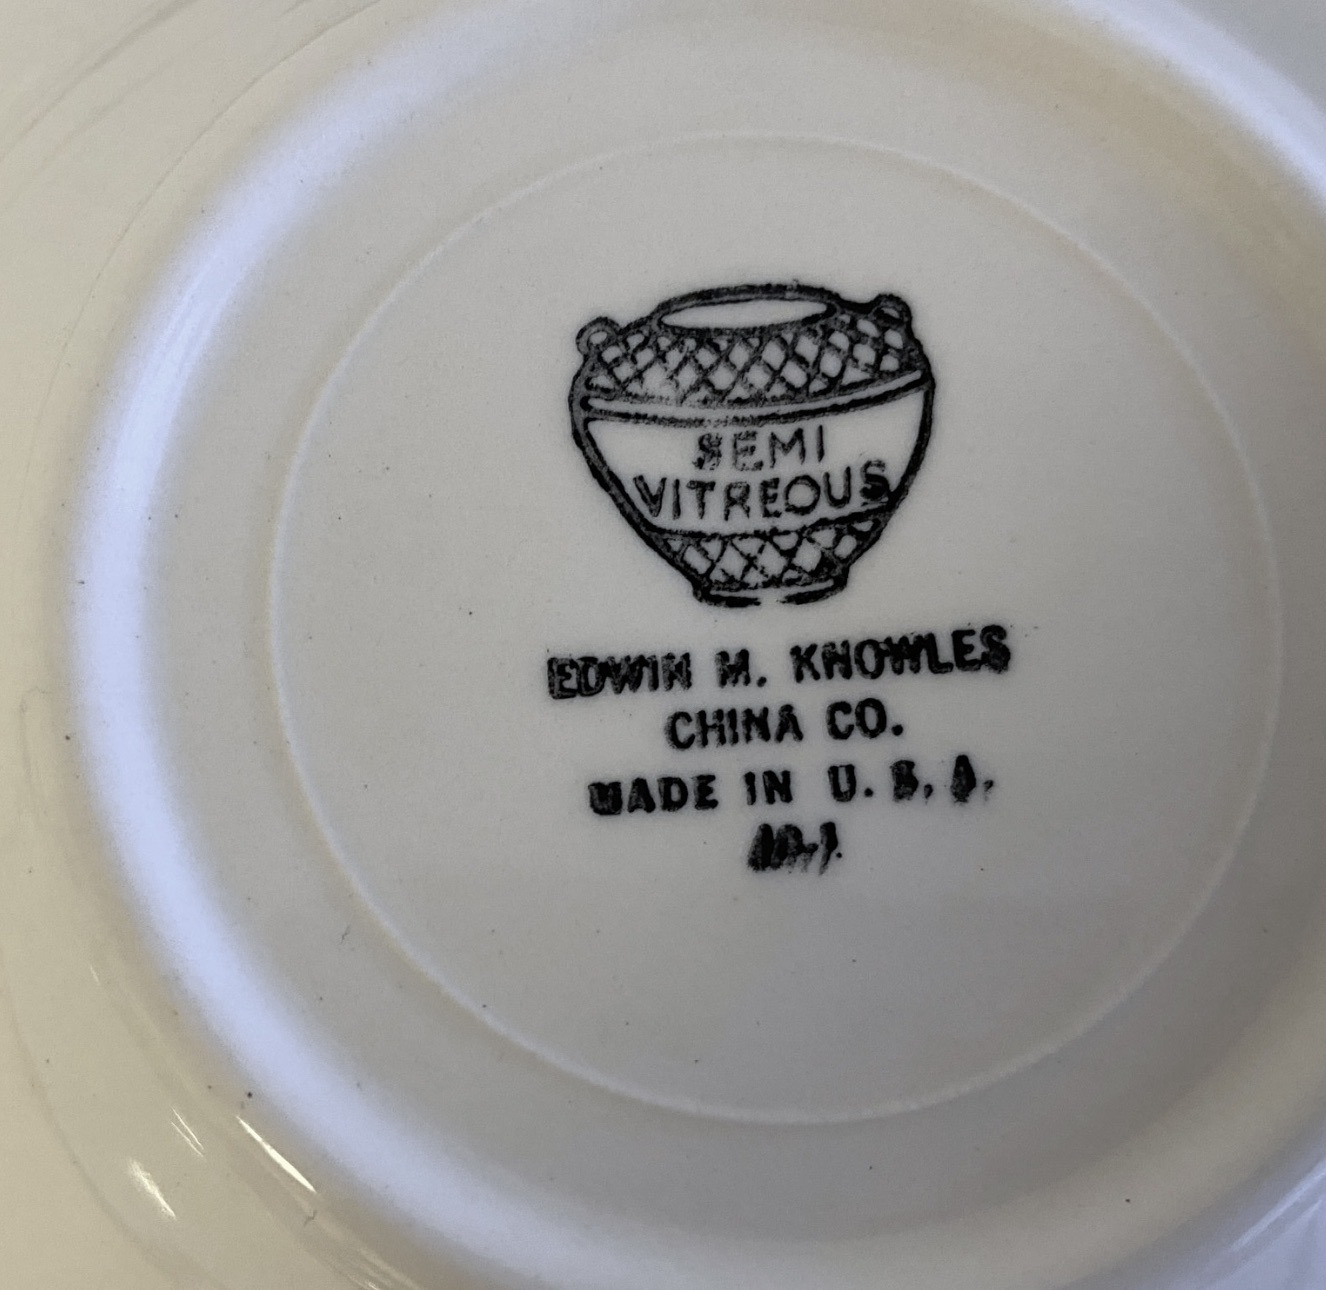 SEMI
VITREOUS
EDWIN M. KNOWLES
CHINA CO.
MADE IN U. S. A.